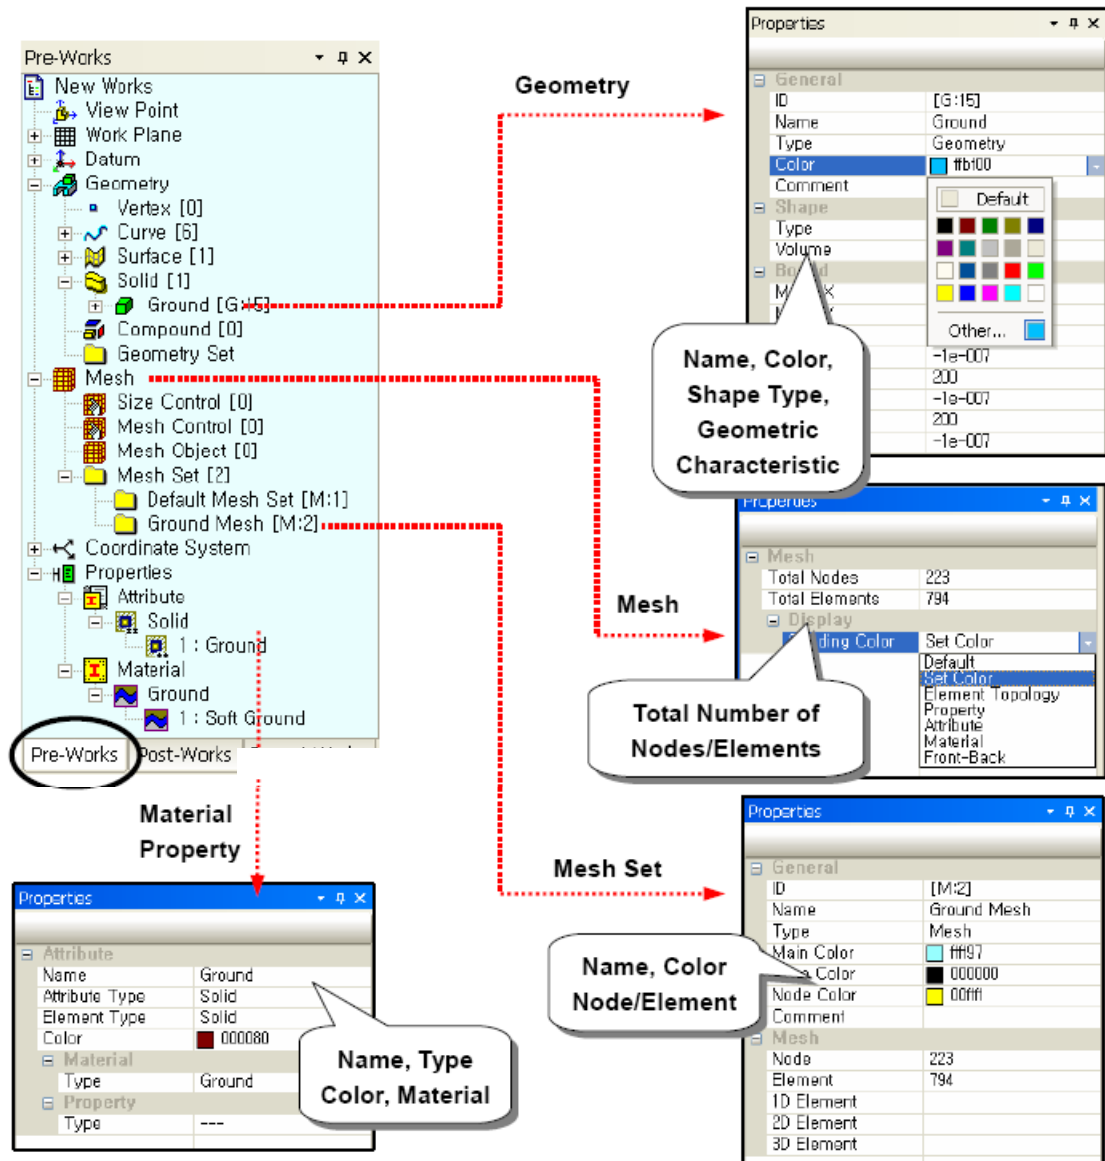 Pre-Works
New Works
View Point
Work Plane
Datum
Geometry
Vertex [0]
Curve [6]
Surface [1]
Solid [1]
Ground [G:15]
Compound [0]
Geometry Set
Mesh
Size Control [0]
Mesh Control [0]
Mesh Object [0]
Mesh Set [2]
Default Mesh Set [M:1]
Ground Mesh [M:2]
Coordinate System
Properties
Attribute
Solid
1 : Ground
Material
Ground
1 : Soft Ground
Pre-Works
Post-Works
Geometry
Properties
General
ID [G:15]
Name Ground
Type Geometry
Color ffbf00
Comment
Default
Shape
Type
Volume
Other...
-1e-007
200
-1e-007
200
-1e-007
Name, Color,
Shape Type,
Geometric
Characteristic
Mesh
Properties
Mesh
Total Nodes 223
Total Elements 794
Display
Color Set Color
Default
Set Color
Element Topology
Property
Attribute
Material
Front-Back
Total Number of
Nodes/Elements
Material
Property
Properties
Attribute
Name Ground
Attribute Type Solid
Element Type Solid
Color 000080
Material
Type Ground
Property
Type ---
Name, Type
Color, Material
Mesh Set
Properties
General
ID [M:2]
Name Ground Mesh
Type Mesh
Main Color ffff97
Color 000000
Node Color 00ffff
Comment
Mesh
Node 223
Element 794
1D Element
2D Element
3D Element
Name, Color
Node/Element